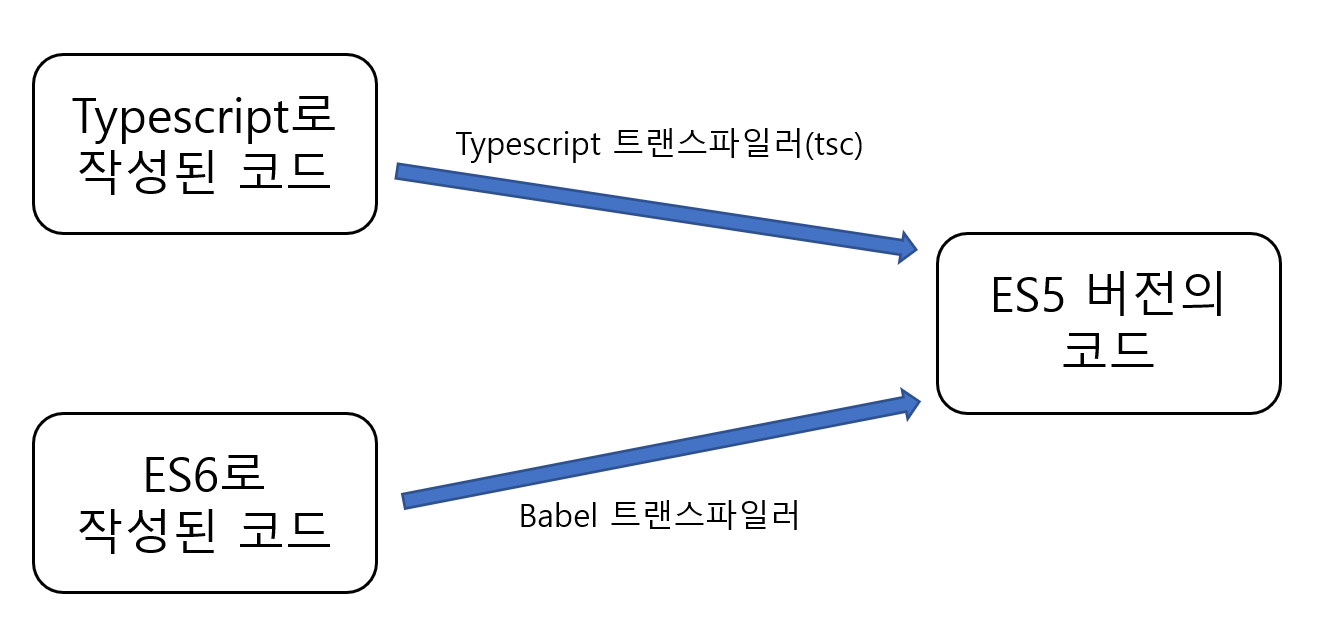 Typescript로
작성된 코드
Typescript 트랜스파일러(tsc)
ES5 버전의
코드
ES6로
작성된 코드
Babel 트랜스파일러